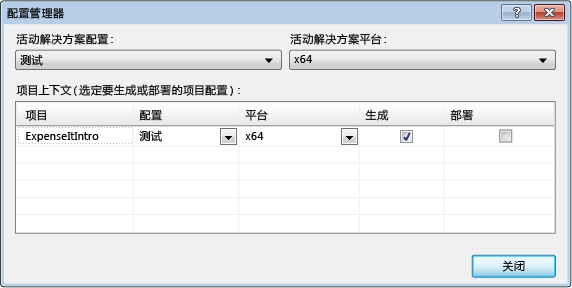 配置管理器
活动解决方案配置:
活动解决方案平台:
测试
x64
项目上下文(选定要生成或部署的项目配置):
项目 配置 平台 生成 部署
ExpenseItIntro 测试 x64
关闭